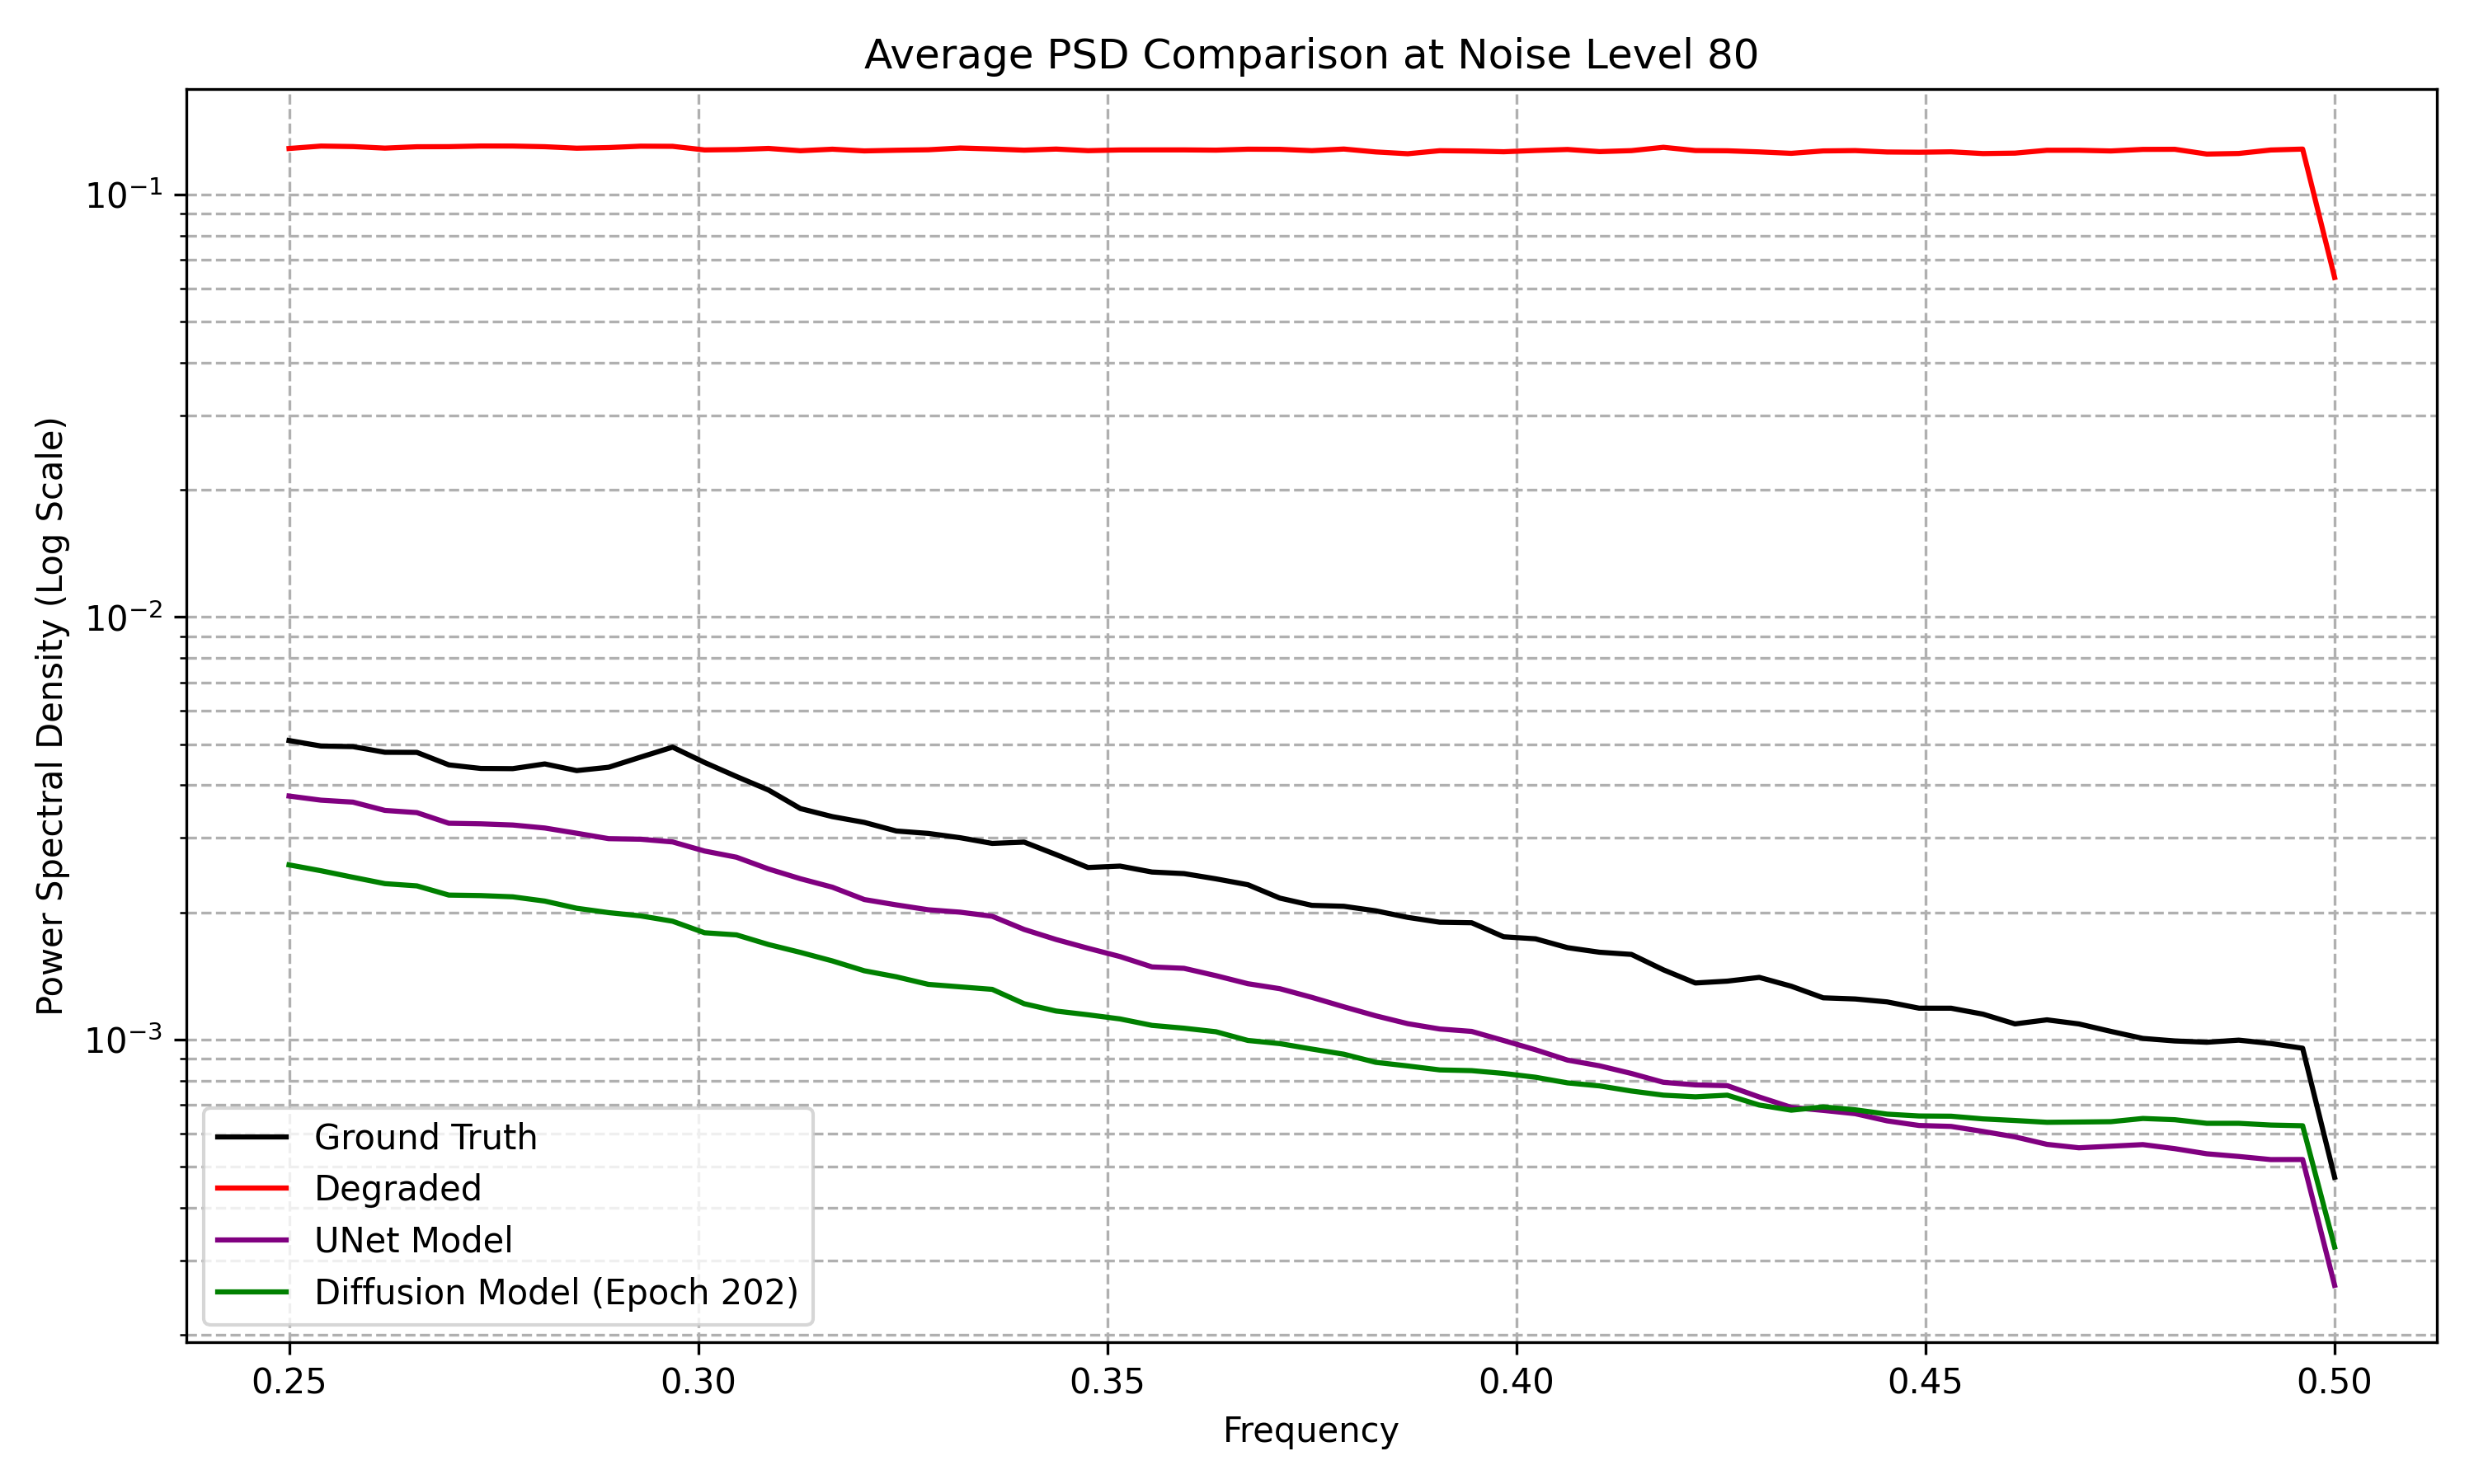 Average PSD Comparison at Noise Level 80
Power Spectral Density (Log Scale)
10⁻¹
10⁻²
10⁻³
Ground Truth
Degraded
UNet Model
Diffusion Model (Epoch 202)
0.25 0.30 0.35 0.40 0.45 0.50
Frequency